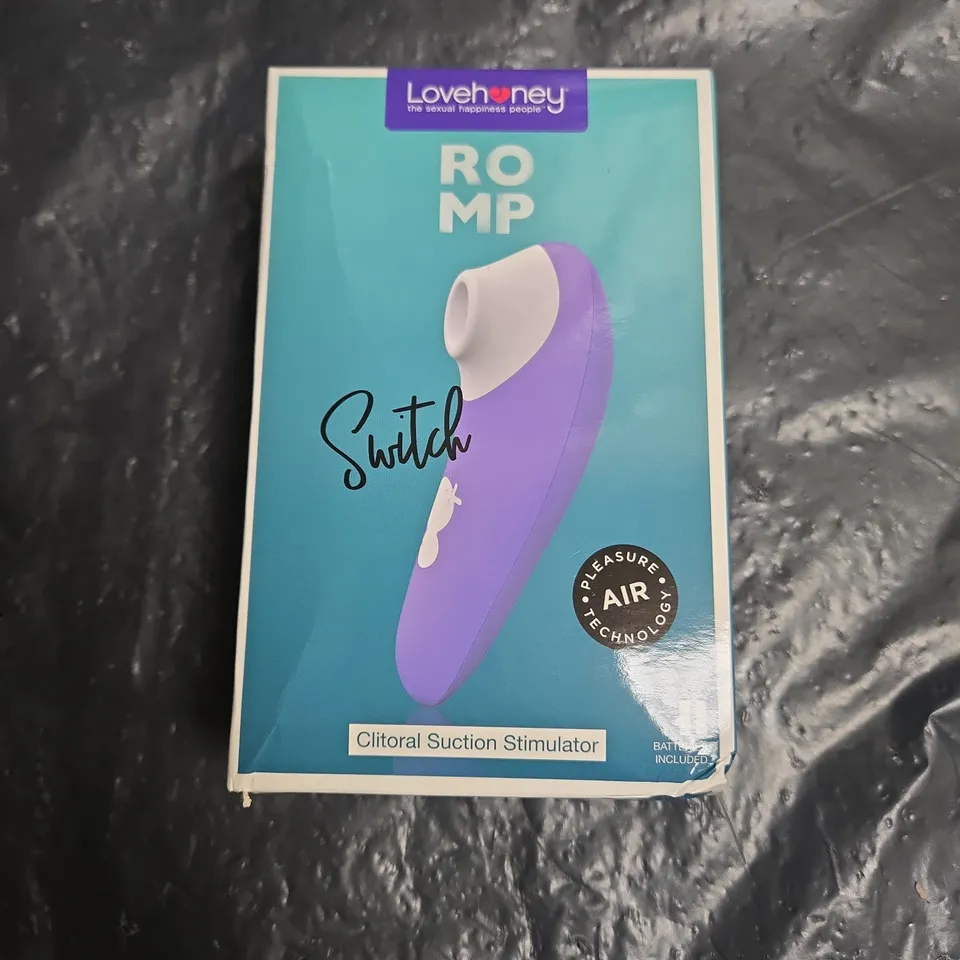 Lovehoney
the sexual happiness people
RO
MP
Switch
PLEASURE
AIR
TECHNOLOGY
Clitoral Suction Stimulator
INCLUDED